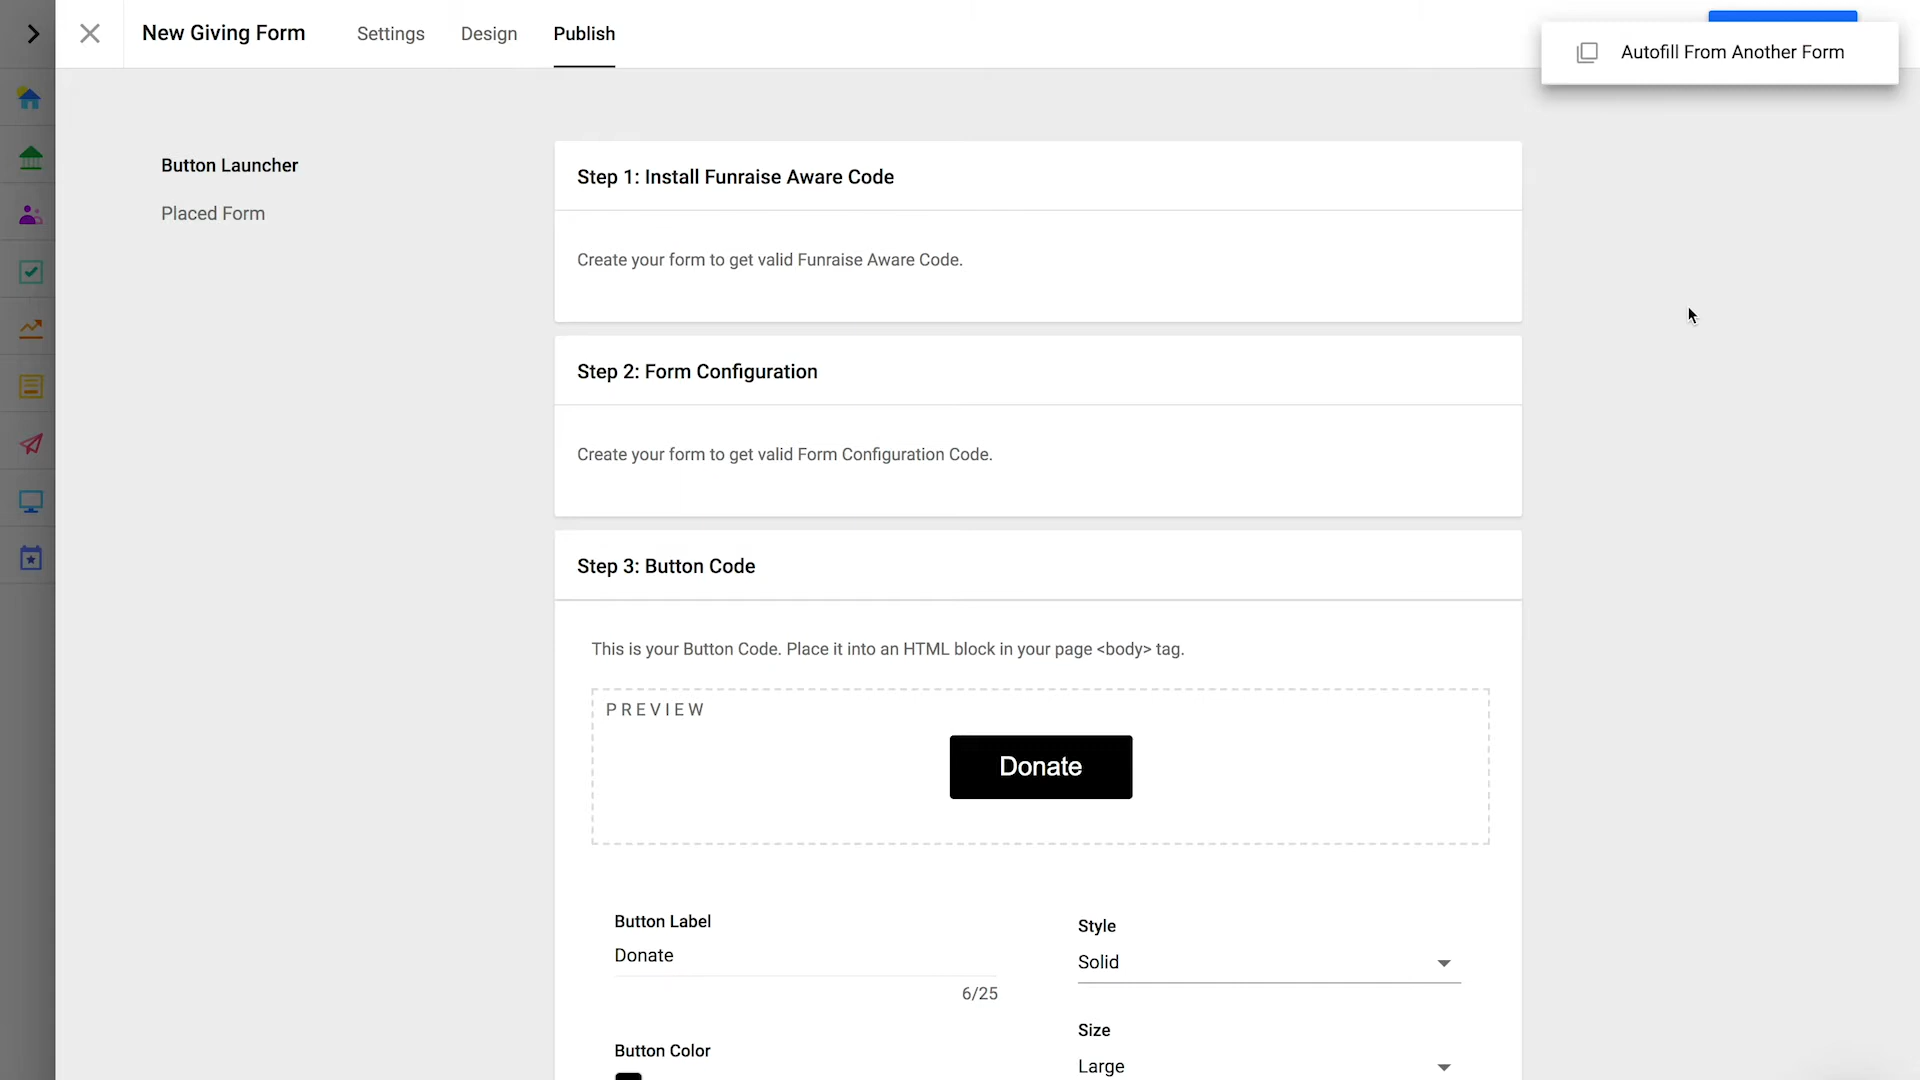 New Giving Form
Settings
Design
Publish
Autofill From Another Form
Button Launcher
Placed Form
Step 1: Install Funraise Aware Code
Create your form to get valid Funraise Aware Code.
Step 2: Form Configuration
Create your form to get valid Form Configuration Code.
Step 3: Button Code
This is your Button Code. Place it into an HTML block in your page <body> tag.
PREVIEW
Donate
Button Label
Donate
6/25
Style
Solid
Button Color
Size
Large